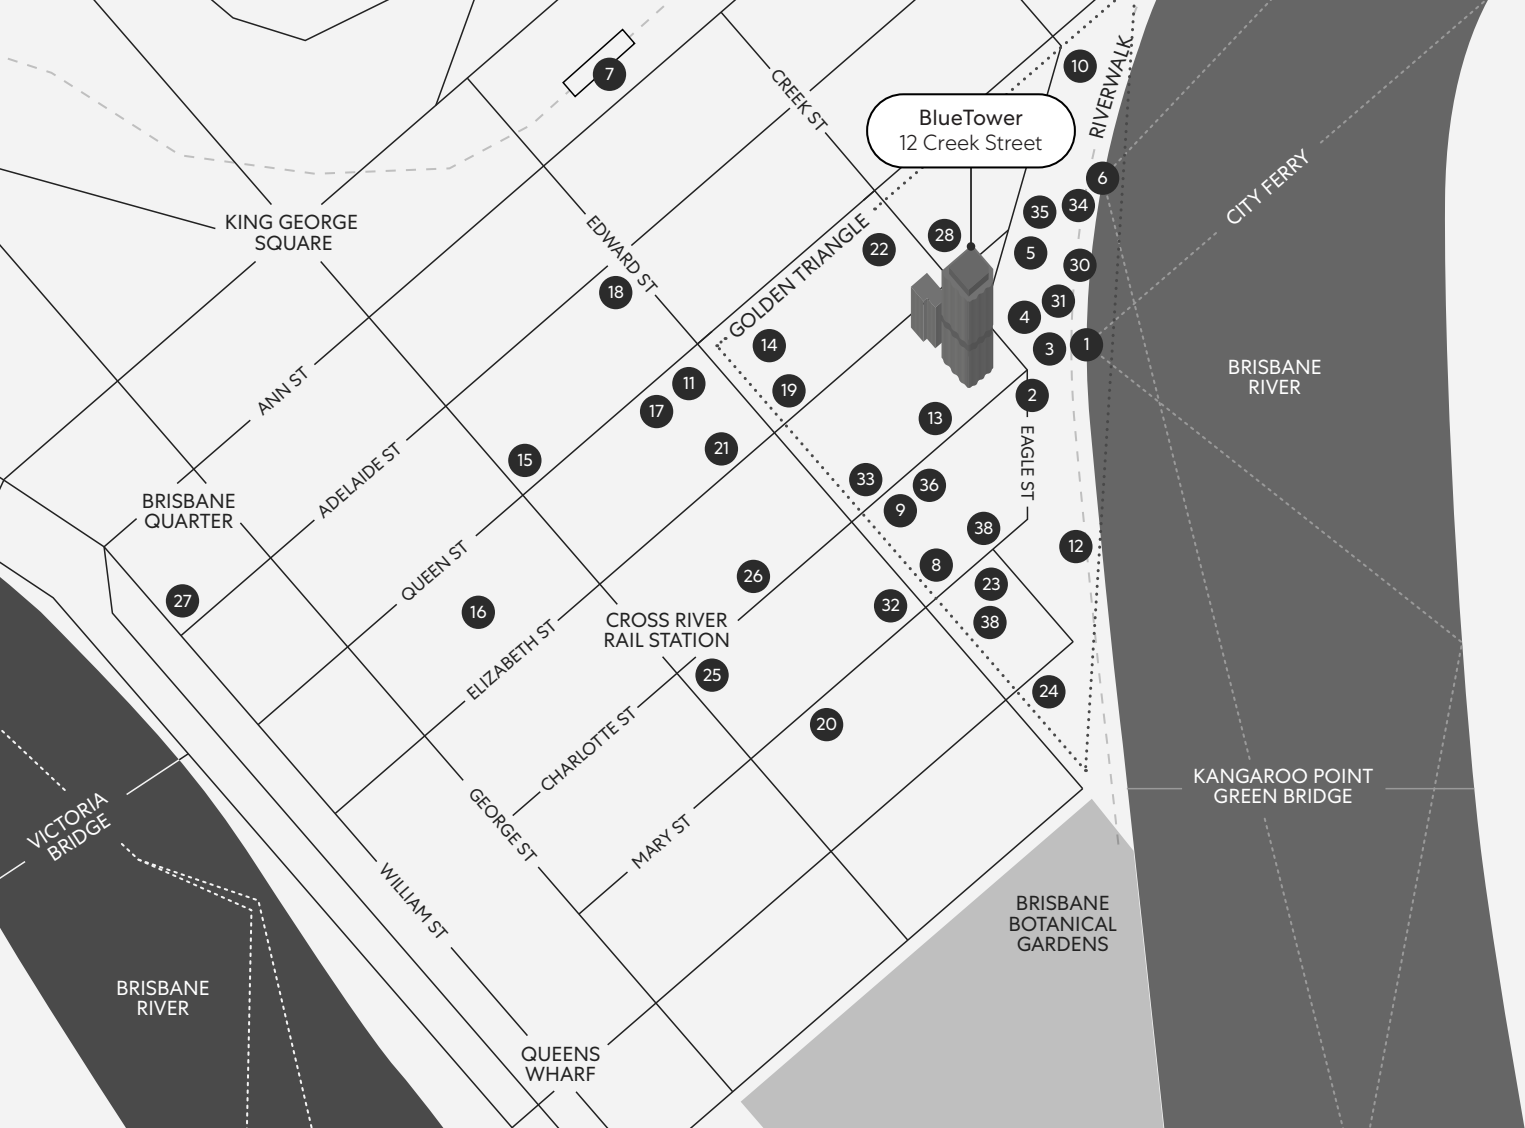 7
10
RIVERWALK
CREEK ST
BlueTower
12 Creek Street
6
CITY FERRY
KING GEORGE
SQUARE
EDWARD ST
35
34
28
22
GOLDEN TRIANGLE
5
30
18
31
4
3
1
14
BRISBANE
RIVER
11
19
2
17
13
ANN ST
21
15
EAGLE ST
ADELAIDE ST
33
36
BRISBANE
QUARTER
9
38
12
QUEEN ST
8
26
23
27
16
32
38
CROSS RIVER
RAIL STATION
ELIZABETH ST
25
24
20
CHARLOTTE ST
KANGAROO POINT
GREEN BRIDGE
VICTORIA
BRIDGE
GEORGE ST
MARY ST
WILLIAM ST
BRISBANE
BOTANICAL
GARDENS
BRISBANE
RIVER
QUEENS
WHARF